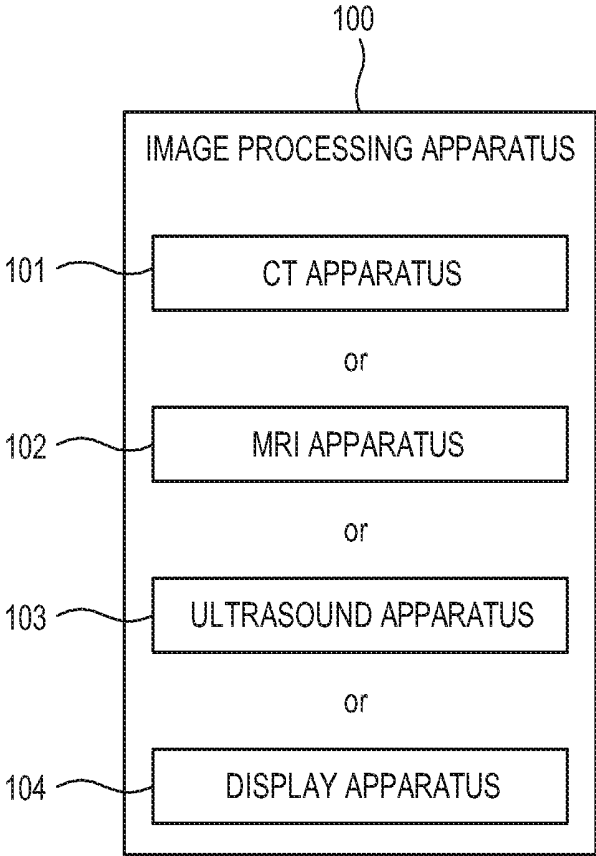 100
IMAGE PROCESSING APPARATUS
101 CT APPARATUS
or
102 MRI APPARATUS
or
103 ULTRASOUND APPARATUS
or
104 DISPLAY APPARATUS